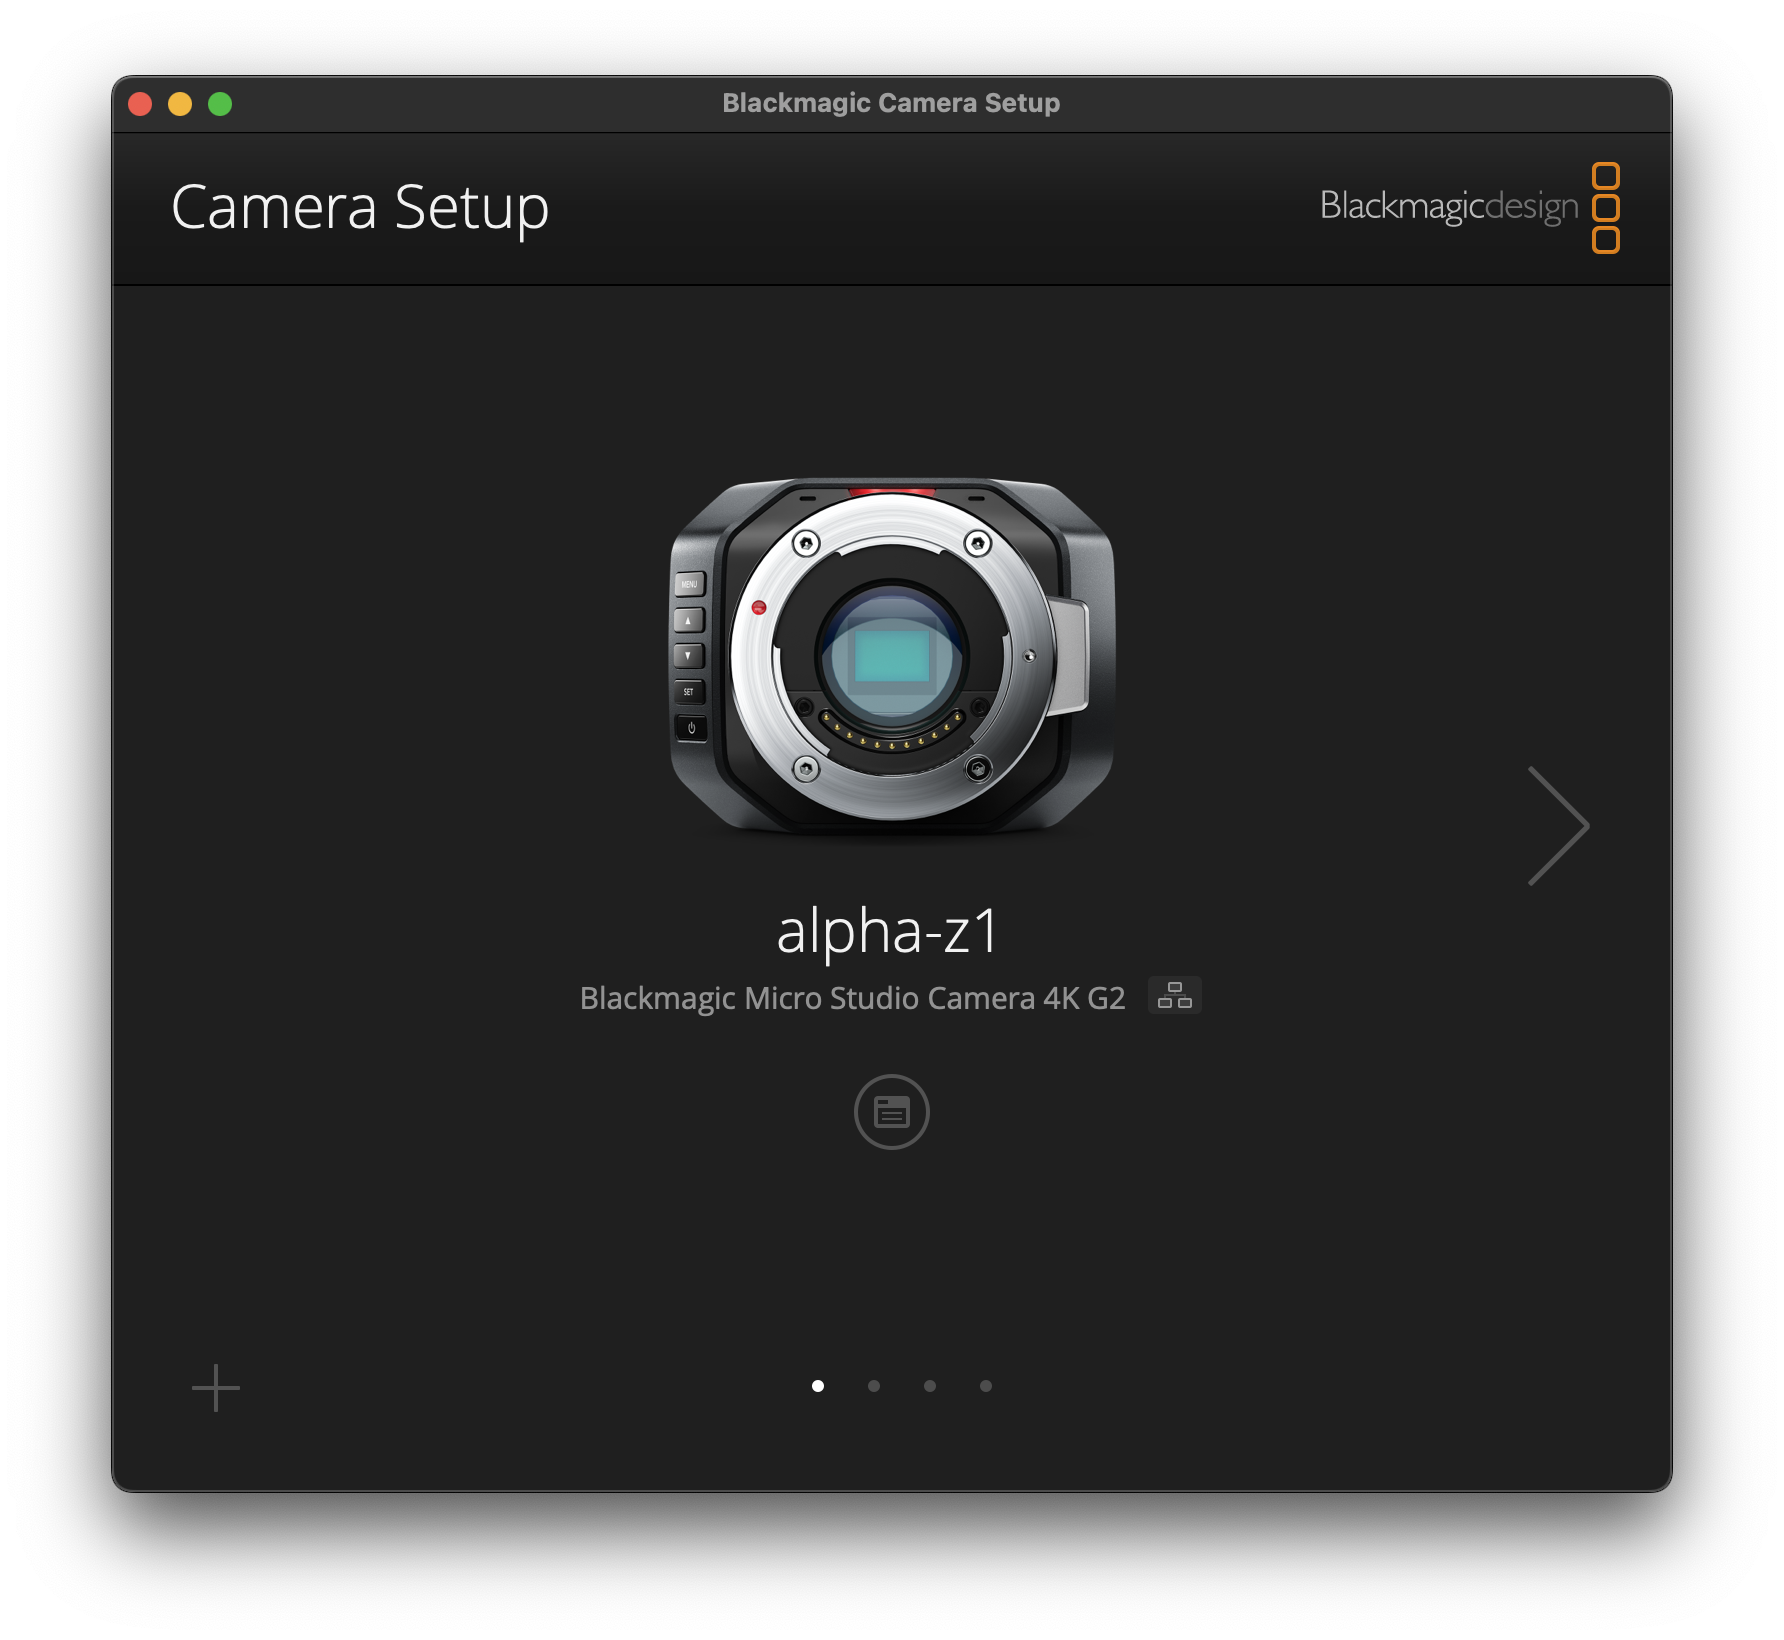 Blackmagic Camera Setup
Camera Setup
Blackmagicdesign
MENU
SET
alpha-z1
Blackmagic Micro Studio Camera 4K G2